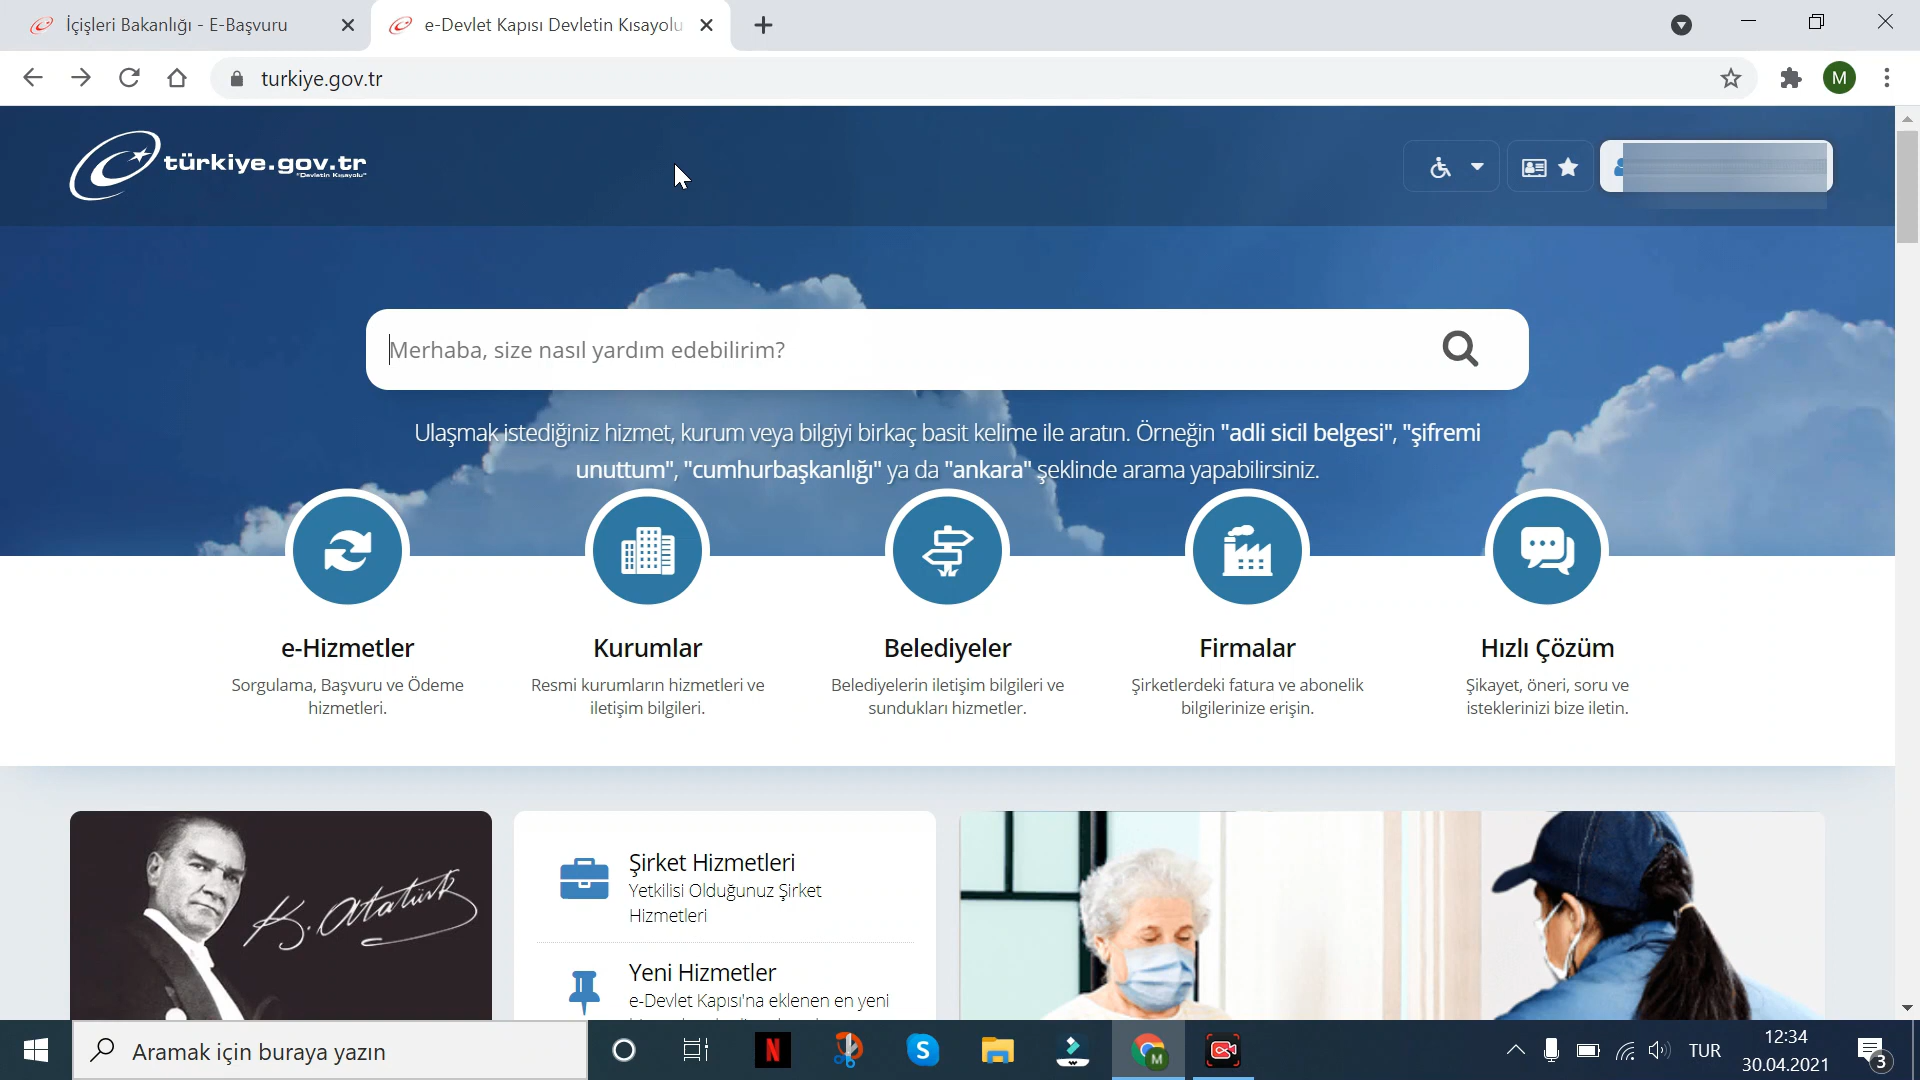 İçişleri Bakanlığı - E-Başvuru
e-Devlet Kapısı Devletin Kısayolu
turkiye.gov.tr
M
türkiye.gov.tr
"Devletin Kısayolu"
Merhaba, size nasıl yardım edebilirim?
Ulaşmak istediğiniz hizmet, kurum veya bilgiyi birkaç basit kelime ile aratın. Örneğin "adli sicil belgesi", "şifremi
unuttum", "cumhurbaşkanlığı" ya da "ankara" şeklinde arama yapabilirsiniz.
e-Hizmetler
Sorgulama, Başvuru ve Ödeme
hizmetleri.
Kurumlar
Resmi kurumların hizmetleri ve
iletişim bilgileri.
Belediyeler
Belediyelerin iletişim bilgileri ve
sundukları hizmetler.
Firmalar
Şirketlerdeki fatura ve abonelik
bilgilerinize erişin.
Hızlı Çözüm
Şikayet, öneri, soru ve
isteklerinizi bize iletin.
K. Atatürk
Şirket Hizmetleri
Yetkilisi Olduğunuz Şirket
Hizmetleri
Yeni Hizmetler
e-Devlet Kapısı'na eklenen en yeni
Aramak için buraya yazın
N
S
M
TUR
12:34
30.04.2021
3